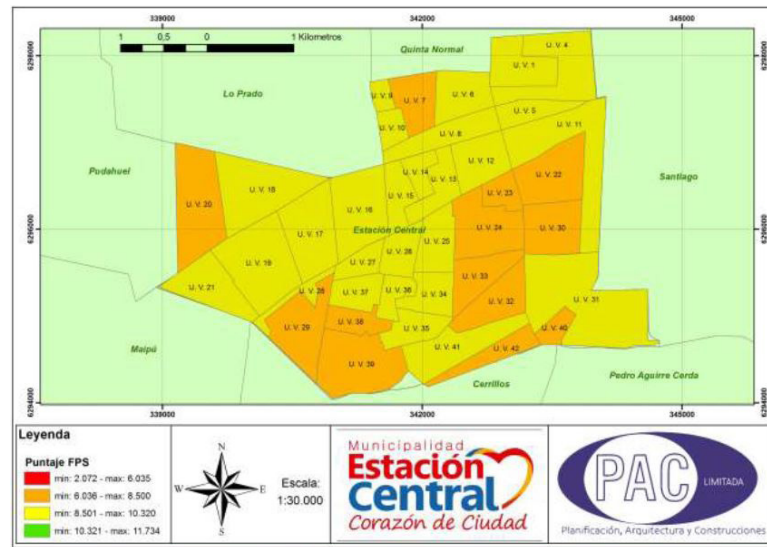 339000 342000 345000
1 0,5 0 1 Kilometros
Quinta Normal
U. V. 4
6298000 6298000
U. V. 1
Lo Prado
U. V. 9
U. V. 7
U. V. 6
U. V. 5
U. V. 10
U. V. 8
U. V. 11
U. V. 12
Pudahuel
U. V. 14
U. V. 13
Santiago
U. V. 18
U. V. 15
U. V. 23
U. V. 22
U. V. 20
U. V. 16
6296000 6296000
Estación Central
U. V. 17
U. V. 25
U. V. 24
U. V. 30
U. V. 26
U. V. 19
U. V. 27
U. V. 33
U. V. 21
U. V. 28
U. V. 37
U. V. 36
U. V. 34
U. V. 32
U. V. 31
U. V. 29
U. V. 38
U. V. 35
U. V. 40
Maipú
U. V. 41
U. V. 42
U. V. 39
Cerrillos
Pedro Aguirre Cerda
6294000 6294000
339000 342000 345000
Leyenda
Puntaje FPS
min: 2.072 - max: 6.035
min: 6.036 - max: 8.500
min: 8.501 - max: 10.320
min: 10.321 - max: 11.734
N
W E
S
Escala:
1:30.000
Municipalidad
Estación
Central
Corazón de Ciudad
PAC
LIMITADA
Planificación, Arquitectura y Construcciones